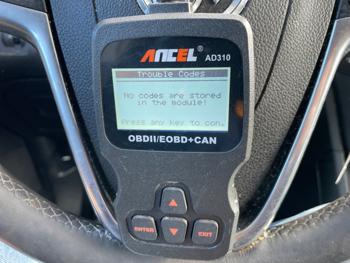 ANCEL
AD310
Trouble Codes
No codes are stored
in the module!
Press any key to con.
OBDII/EOBD+CAN
ENTER
EXIT